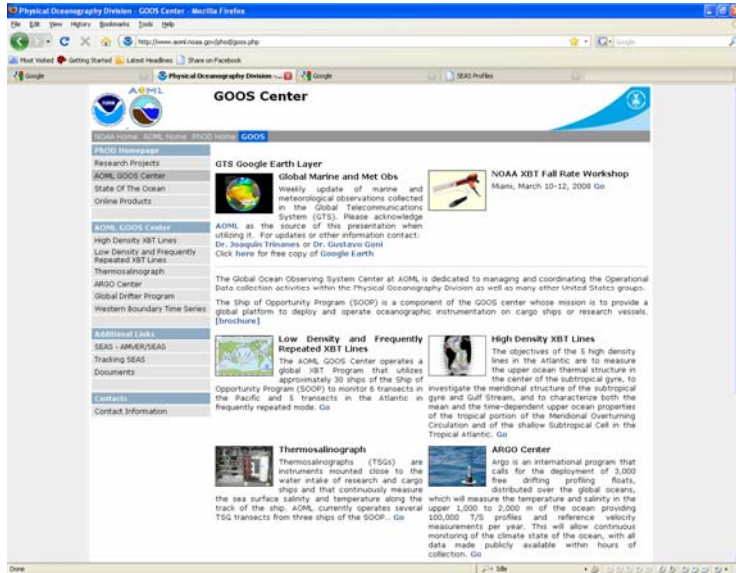 Physical Oceanography Division - GOOS Center - Mozilla Firefox
File Edit View History Bookmarks Tools Help
http://www.aoml.noaa.gov/phod/goos.php
Google
Most Visited Getting Started Latest Headlines Share on Facebook
Google
Physical Oceanography Division -...
Google
SEAS Profiles
AOML
GOOS Center
NOAA Home AOML Home PhOD Home GOOS
PhOD Homepage
Research Projects
AOML GOOS Center
State Of The Ocean
Online Products
AOML GOOS Center
High Density XBT Lines
Low Density and Frequently
Repeated XBT Lines
Thermosalinograph
ARGO Center
Global Drifter Program
Western Boundary Time Series
Additional Links
SEAS - AMVER/SEAS
Tracking SEAS
Documents
Contacts
Contact Information
GTS Google Earth Layer
Global Marine and Met Obs
Weekly update of marine and
meteorological observations collected
in the Global Telecommunications
System (GTS). Please acknowledge
AOML as the source of this presentation when
utilizing it. For updates or other information contact:
Dr. Joaquin Trinanes or Dr. Gustavo Goni
Click here for free copy of Google Earth
NOAA XBT Fall Rate Workshop
Miami, March 10-12, 2008 Go
The Global Ocean Observing System Center at AOML is dedicated to managing and coordinating the Operational
Data collection activities within the Physical Oceanography Division as well as many other United States groups.
The Ship of Opportunity Program (SOOP) is a component of the GOOS center whose mission is to provide a
global platform to deploy and operate oceanographic instrumentation on cargo ships or research vessels.
[brochure]
Low Density and Frequently
Repeated XBT Lines
The AOML GOOS Center operates a
global XBT Program that utilizes
approximately 30 ships of the Ship of
Opportunity Program (SOOP) to monitor 6 transects in
the Pacific and 5 transects in the Atlantic in
frequently repeated mode. Go
High Density XBT Lines
The objectives of the 5 high density
lines in the Atlantic are to measure
the upper ocean thermal structure in
the center of the subtropical gyre, to
investigate the meridional structure of the subtropical
gyre and Gulf Stream, and to characterize both the
mean and the time-dependent upper ocean properties
of the tropical portion of the Meridional Overturning
Circulation and of the shallow Subtropical Cell in the
Tropical Atlantic. Go
Thermosalinograph
Thermosalinographs (TSGs) are
instruments mounted close to the
water intake of research and cargo
ships and that continuously measure
the sea surface salinity and temperature along the
track of the ship. AOML currently operates several
TSG transects from three ships of the SOOP... Go
ARGO Center
Argo is an international program that
calls for the deployment of 3,000
free drifting profiling floats,
distributed over the global oceans,
which will measure the temperature and salinity in the
upper 1,000 to 2,000 m of the ocean providing
100,000 T/S profiles and reference velocity
measurements per year. This will allow continuous
monitoring of the climate state of the ocean, with all
data made publicly available within hours of
collection. Go
Done
Idle